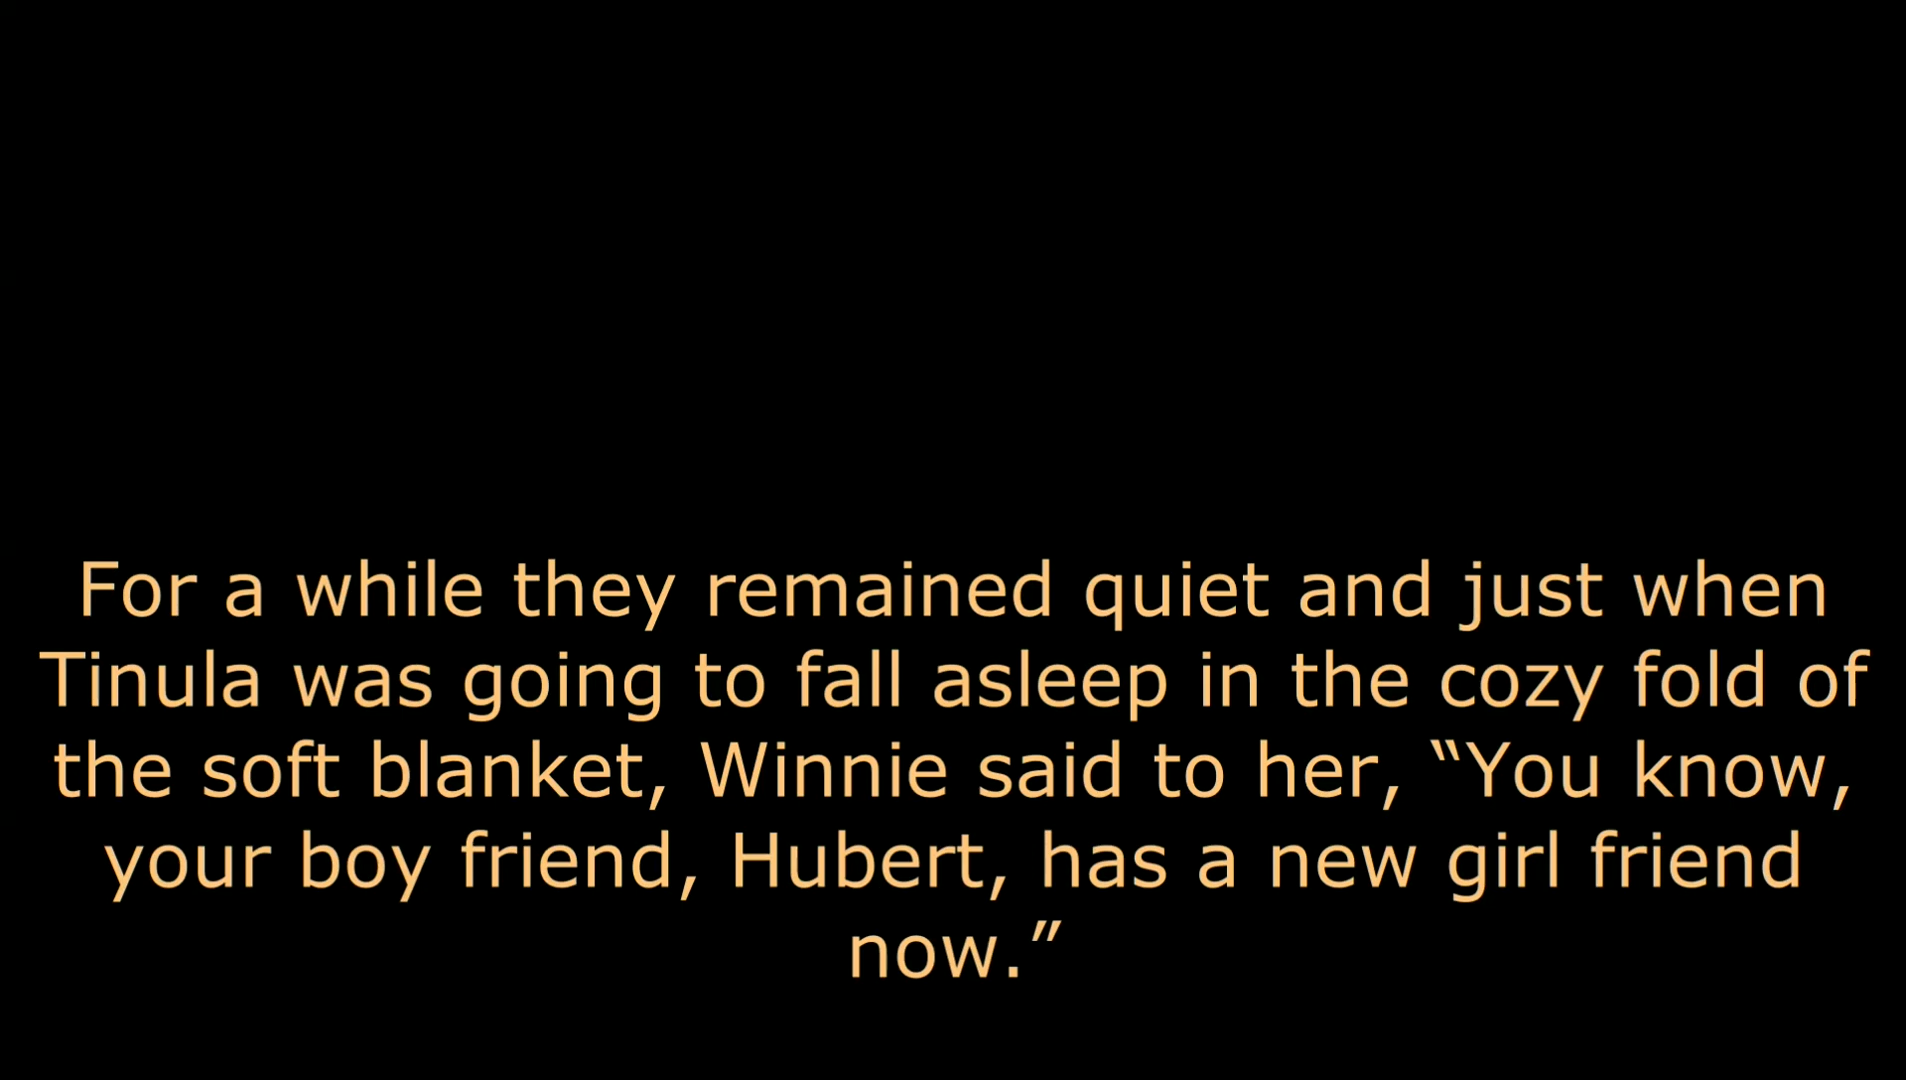 For a while they remained quiet and just when
Tinula was going to fall asleep in the cozy fold of
the soft blanket, Winnie said to her, “You know,
your boy friend, Hubert, has a new girl friend
now.”